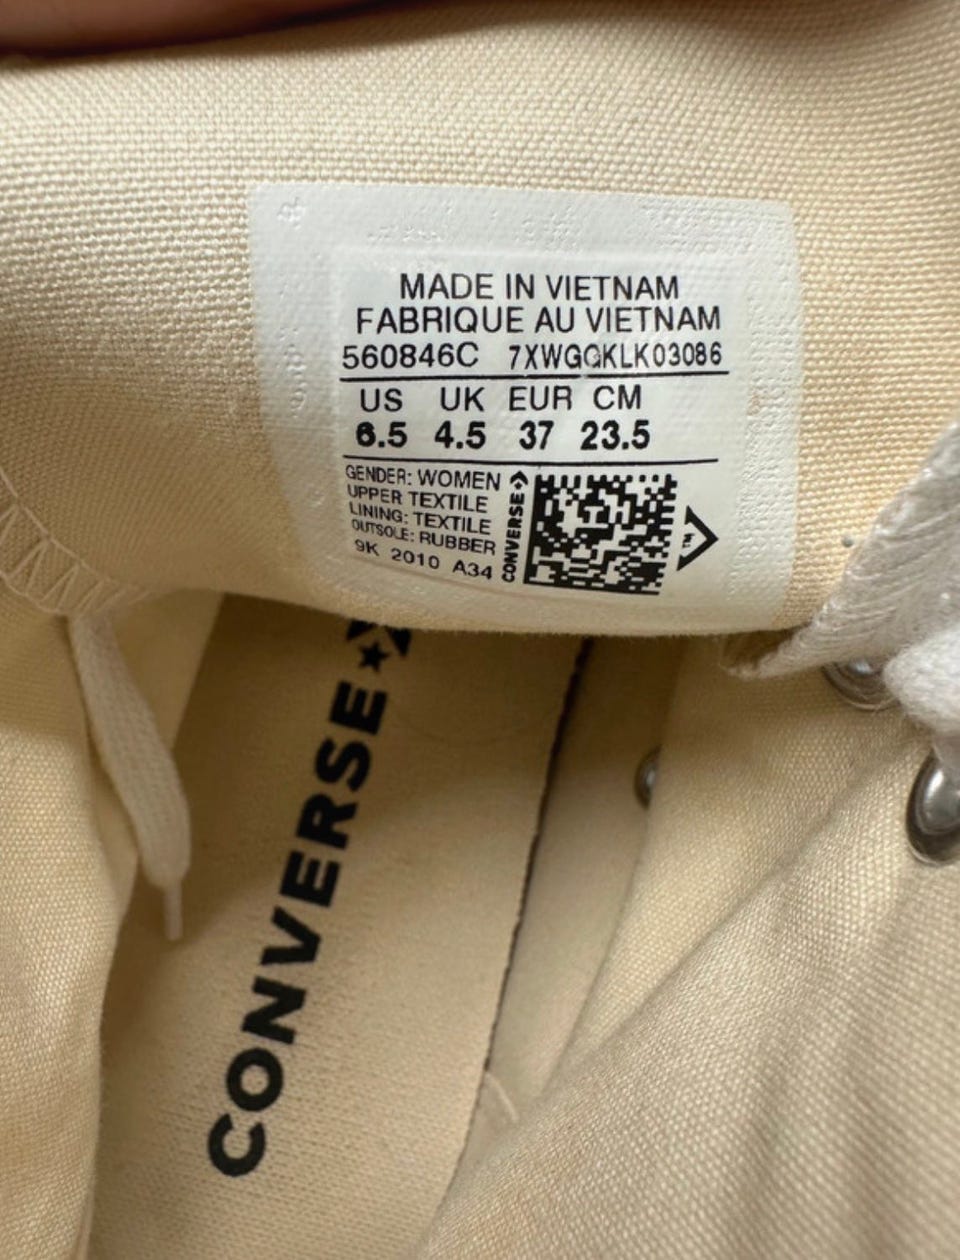 MADE IN VIETNAM
FABRIQUE AU VIETNAM
560846C 7XWGQKLK03086
US UK EUR CM
6.5 4.5 37 23.5
GENDER: WOMEN
UPPER TEXTILE
LINING: TEXTILE
OUTSOLE: RUBBER
9K 2010 A34
CONVERSE
TM
CONVERSE